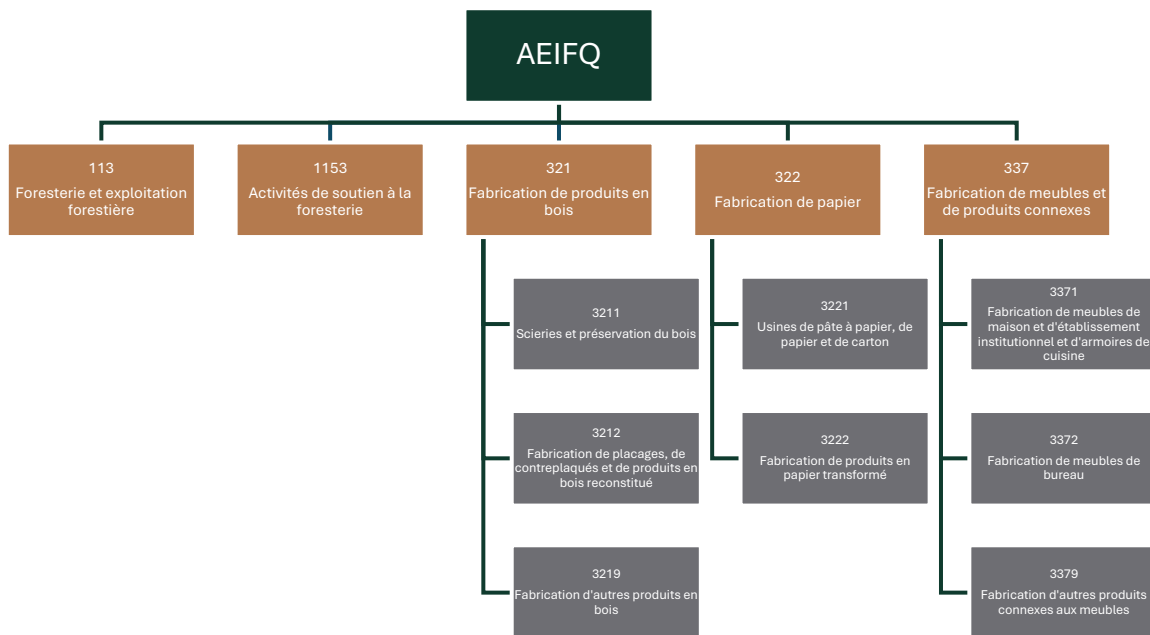 AEIFQ
113
Foresterie et exploitation
forestière
1153
Activités de soutien à la
foresterie
321
Fabrication de produits en
bois
322
Fabrication de papier
337
Fabrication de meubles et
de produits connexes
3211
Scieries et préservation du bois
3212
Fabrication de placages, de
contreplaqués et de produits en
bois reconstitué
3219
Fabrication d'autres produits en
bois
3221
Usines de pâte à papier, de
papier et de carton
3222
Fabrication de produits en
papier transformé
3371
Fabrication de meubles de
maison et d'établissement
institutionnel et d'armoires de
cuisine
3372
Fabrication de meubles de
bureau
3379
Fabrication d'autres produits
connexes aux meubles